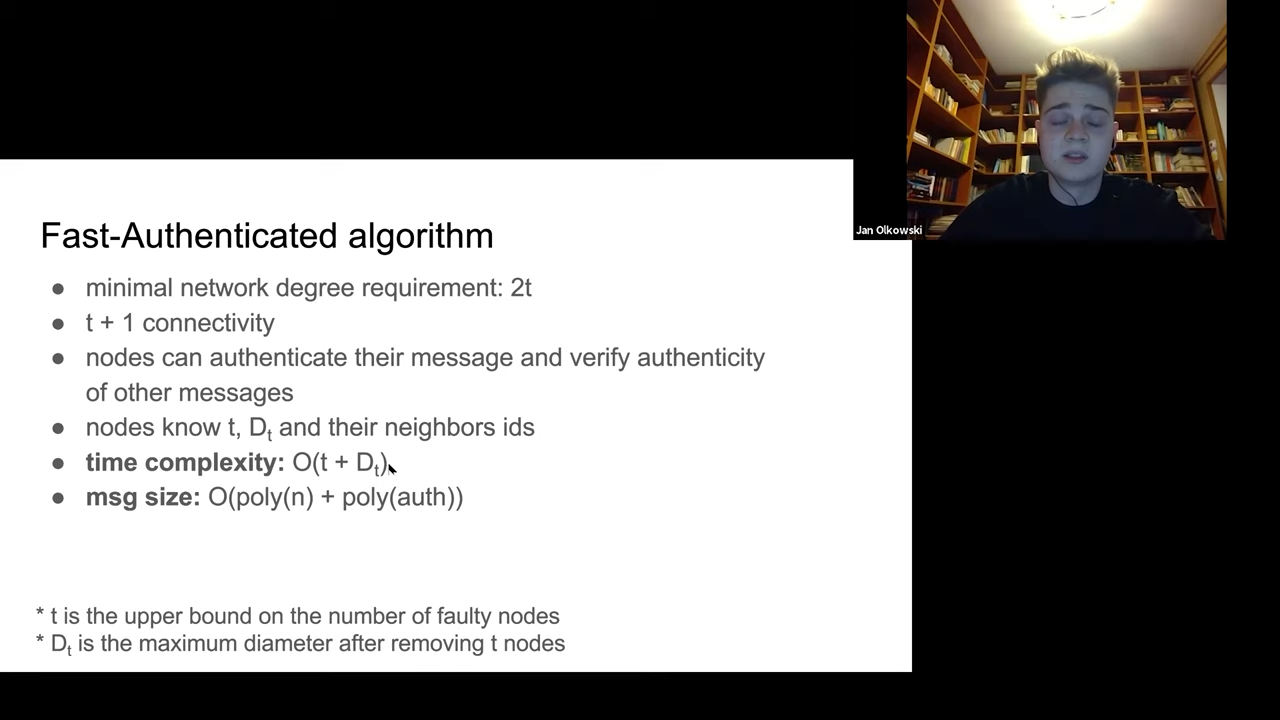 Jan Olkowski
Fast-Authenticated algorithm
● minimal network degree requirement: 2t
● t + 1 connectivity
● nodes can authenticate their message and verify authenticity
of other messages
● nodes know t, Dt and their neighbors ids
● time complexity: O(t + Dt)
● msg size: O(poly(n) + poly(auth))
* t is the upper bound on the number of faulty nodes
* Dt is the maximum diameter after removing t nodes